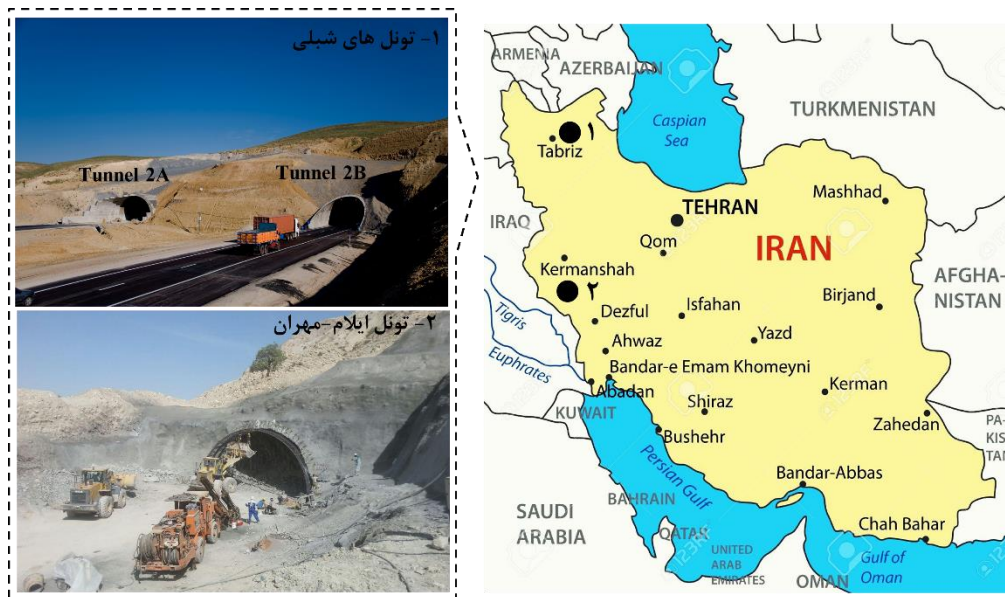 ۱- تونل های شبلی
Tunnel 2A
Tunnel 2B
۲- تونل ایلام-مهران
ARMENIA
AZERBAIJAN
TURKMENISTAN
Caspian
Sea
۱
Tabriz
Mashhad
TEHRAN
IRAQ
Qom
IRAN
Kermanshah
AFGHA-
NISTAN
۲
Birjand
Dezful
Isfahan
Tigris
Yazd
Ahwaz
Euphrates
Bandar-e Emam Khomeyni
Abadan
Kerman
KUWAIT
Shiraz
Zahedan
PA-
KIS
TAN
Bushehr
Persian Gulf
Bandar-Abbas
BAHRAIN
SAUDI
ARABIA
QATAR
Chah Bahar
UNITED
ARAB
EMIRATES
OMAN
Gulf of
Oman